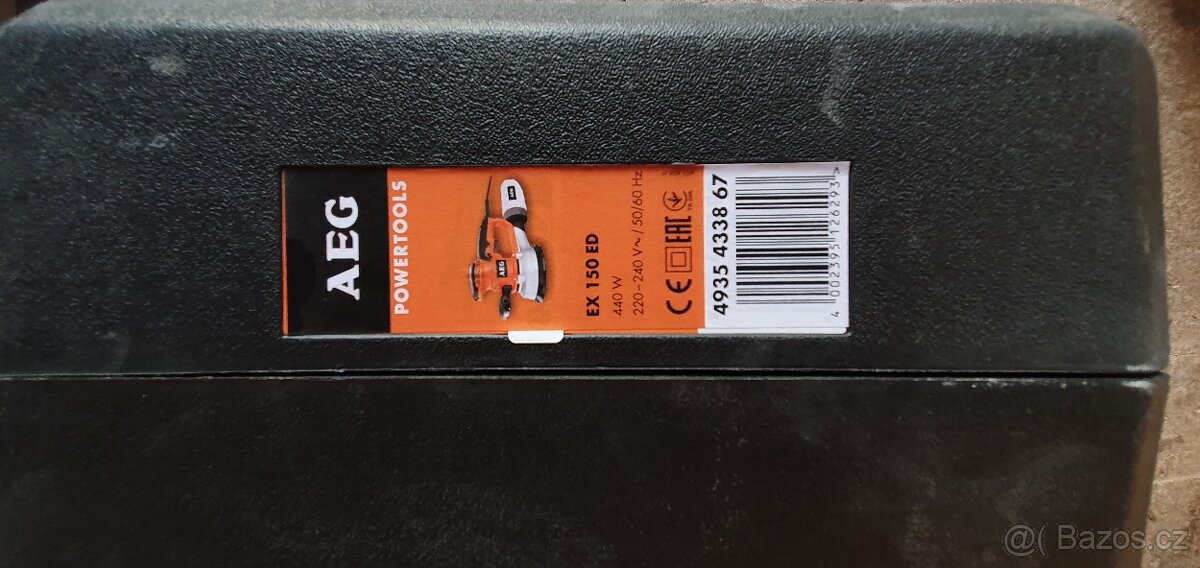 AEG
POWERTOOLS
AEG
EX 150 ED
440 W
220–240 V~ / 50/60 Hz
CE EAC
4935 4338 67
4 002395 126293 >
@( Bazos.cz